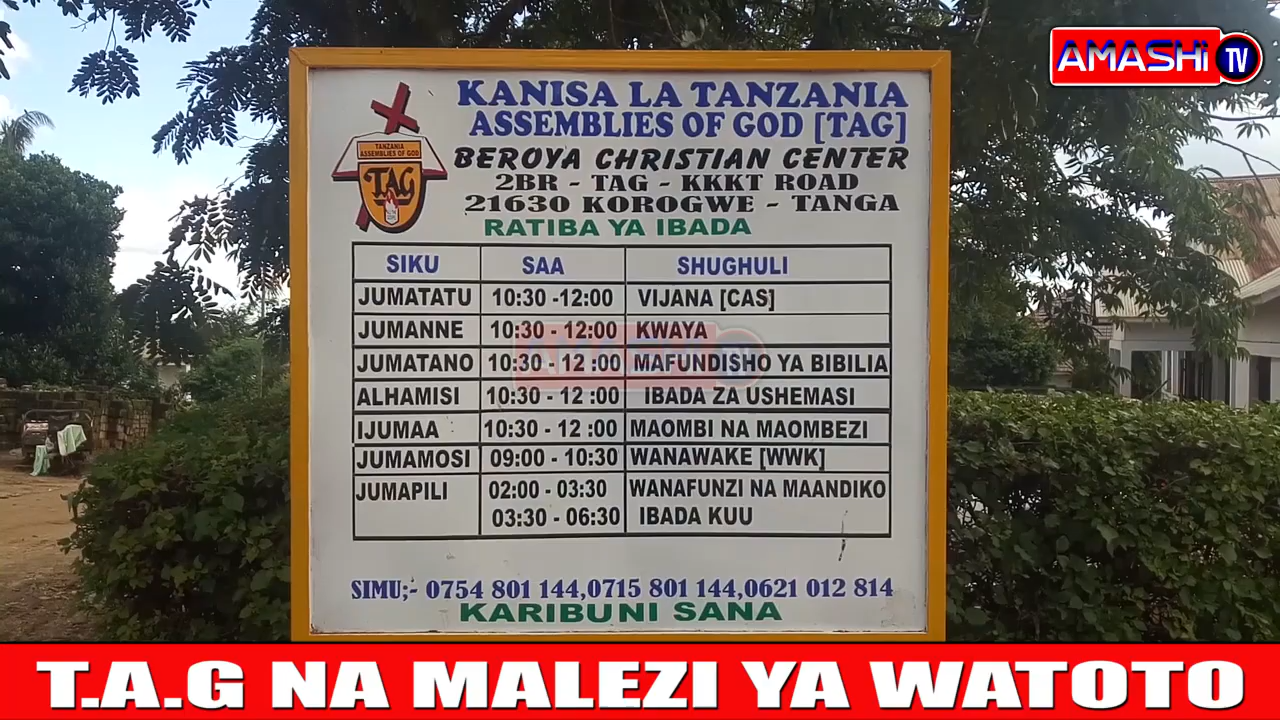 AMASHi TV
KANISA LA TANZANIA
ASSEMBLIES OF GOD [TAG]
TANZANIA
ASSEMBLIES OF GOD
TAG
BEROYA CHRISTIAN CENTER
2BR - TAG - KKKT ROAD
21630 KOROGWE - TANGA
RATIBA YA IBADA
SIKU SAA SHUGHULI
JUMATATU 10:30 -12:00 VIJANA [CAS]
JUMANNE 10:30 - 12:00 KWAYA
JUMATANO 10:30 - 12 :00 MAFUNDISHO YA BIBILIA
ALHAMISI 10:30 - 12 :00 IBADA ZA USHEMASI
IJUMAA 10:30 - 12 :00 MAOMBI NA MAOMBEZI
JUMAMOSI 09:00 - 10:30 WANAWAKE [WWK]
JUMAPILI 02:00 - 03:30 WANAFUNZI NA MAANDIKO
03:30 - 06:30 IBADA KUU
AMASHi TV
SIMU;- 0754 801 144,0715 801 144,0621 012 814
KARIBUNI SANA
T.A.G NA MALEZI YA WATOTO